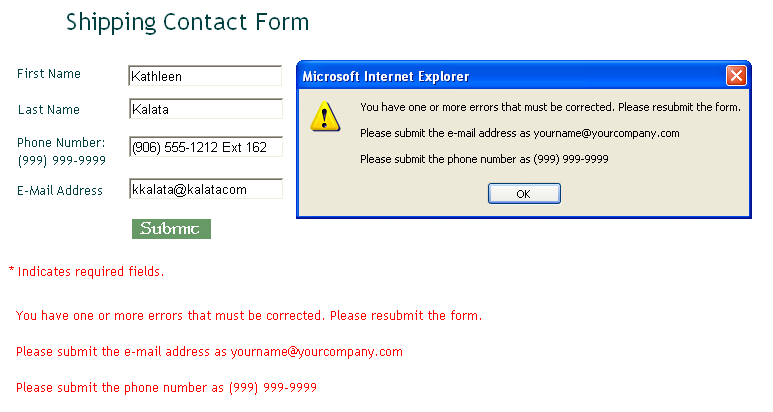 Shipping Contact Form
First Name
Kathleen
Last Name
Kalata
Phone Number:
(999) 999-9999
(906) 555-1212 Ext 162
E-Mail Address
kkalata@kalatacom
Submit
Microsoft Internet Explorer
You have one or more errors that must be corrected. Please resubmit the form.
Please submit the e-mail address as yourname@yourcompany.com
Please submit the phone number as (999) 999-9999
OK
* Indicates required fields.
You have one or more errors that must be corrected. Please resubmit the form.
Please submit the e-mail address as yourname@yourcompany.com
Please submit the phone number as (999) 999-9999